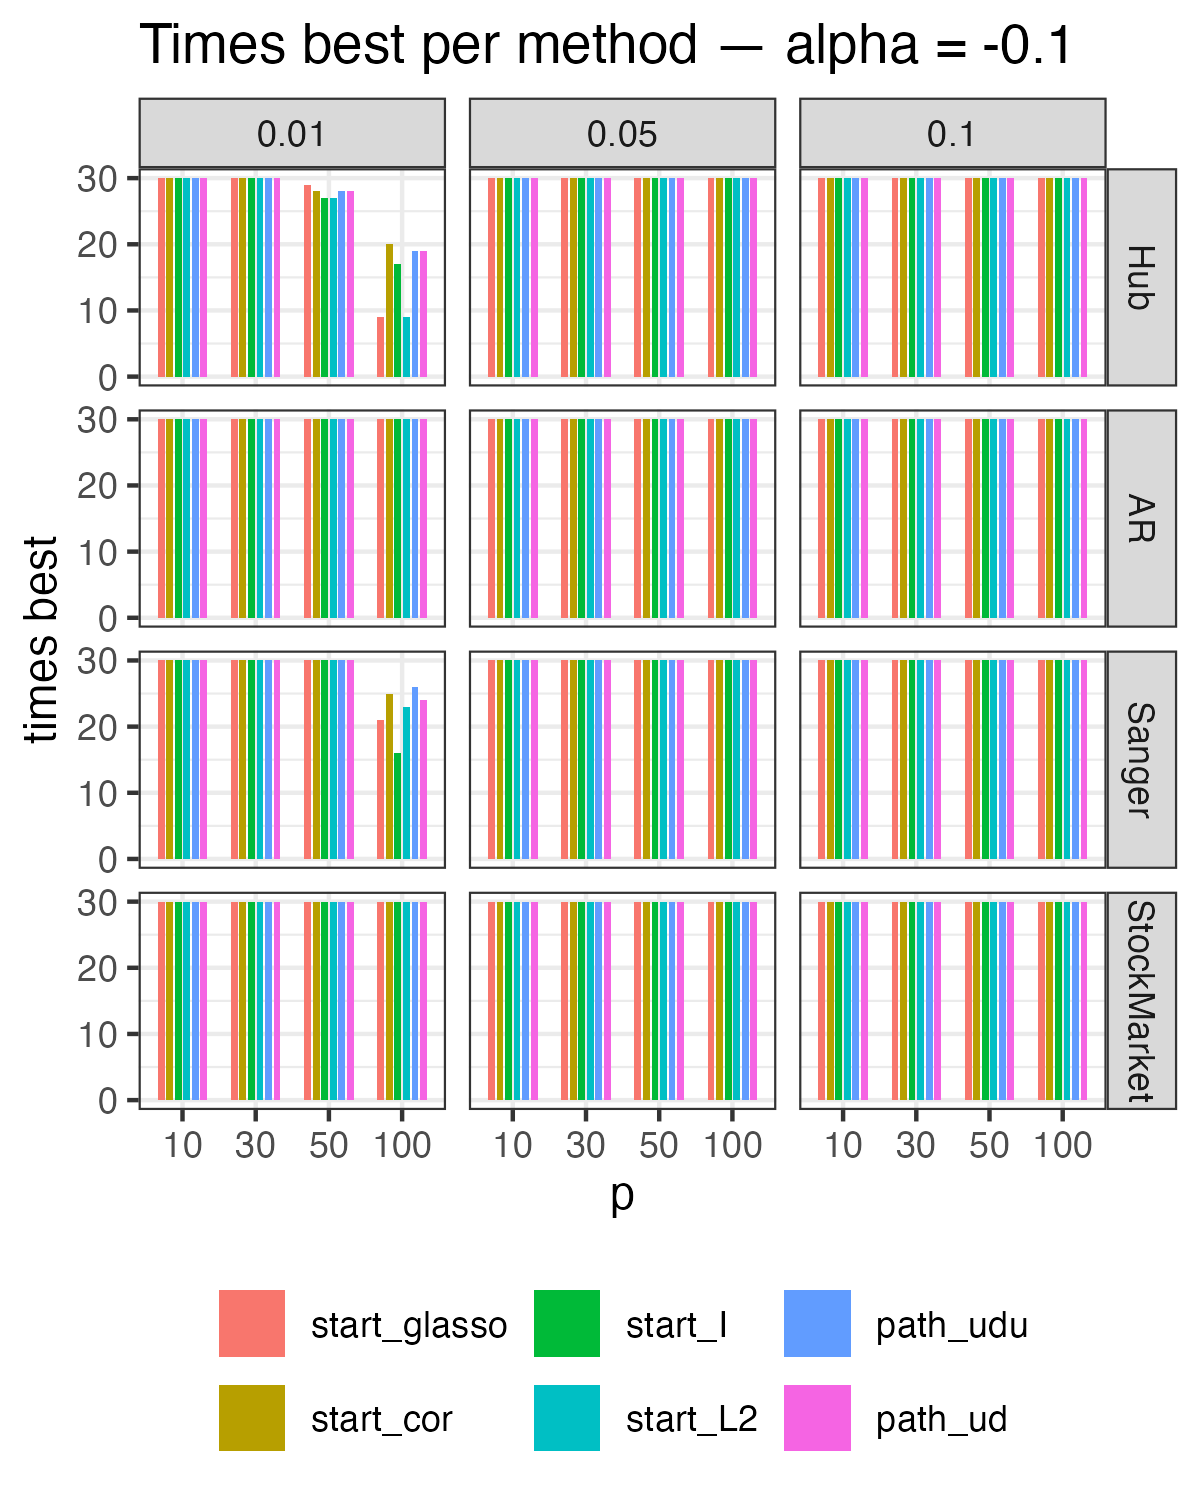 Times best per method — alpha = -0.1
0.01 0.05 0.1
30
20
10
0
Hub
30
20
10
0
AR
30
20
10
0
Sanger
30
20
10
0
StockMarket
times best
10 30 50 100 10 30 50 100 10 30 50 100
p
start_glasso start_I path_udu
start_cor start_L2 path_ud